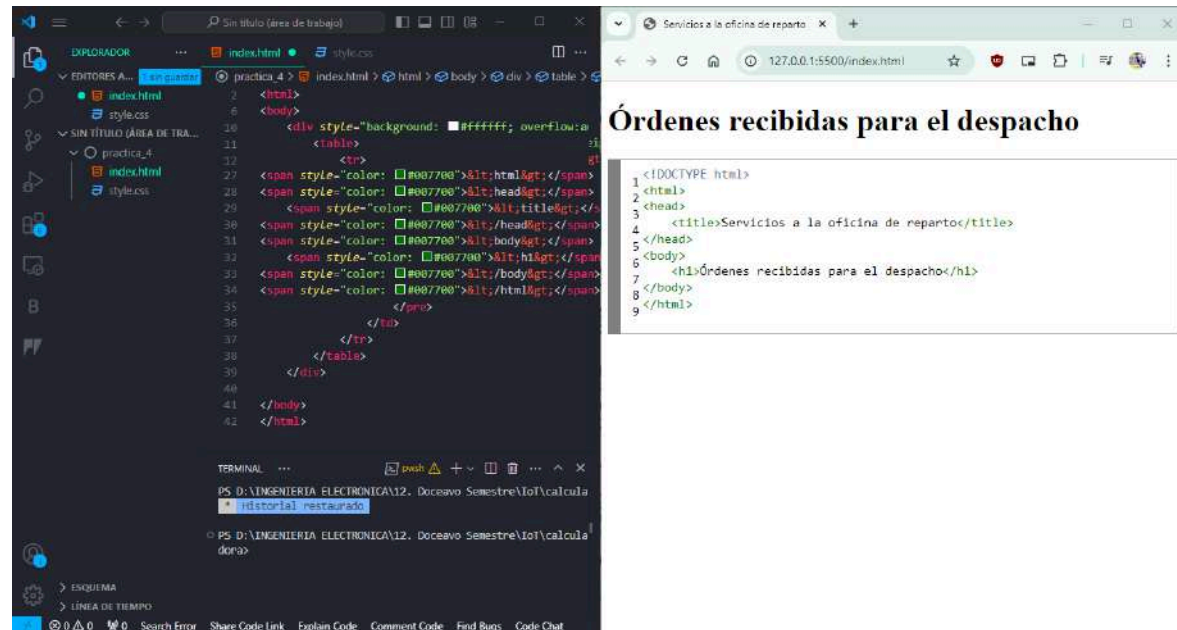 Sin título (área de trabajo)
EXPLORADOR
index.html
style.css
EDITORES A...
1 sin guardar
index.html
style.css
SIN TÍTULO (ÁREA DE TRA...
practica_4
index.html
style.css
practica_4 > index.html > html > body > div > table >
2 <html>
6 <body>
10 <div style="background: #ffffff; overflow:a
11 <table>
12 <tr>
27 <span style="color: #007700">&lt;html&gt;</span>
28 <span style="color: #007700">&lt;head&gt;</span>
29 <span style="color: #007700">&lt;title&gt;</s
30 <span style="color: #007700">&lt;/head&gt;</span>
31 <span style="color: #007700">&lt;body&gt;</span>
32 <span style="color: #007700">&lt;h1&gt;</span
33 <span style="color: #007700">&lt;/body&gt;</span>
34 <span style="color: #007700">&lt;/html&gt;</span>
35 </pre>
36 </td>
37 </tr>
38 </table>
39 </div>
40
41 </body>
42 </html>
TERMINAL
pwsh
PS D:\INGENIERIA ELECTRONICA\12. Doceavo Semestre\IoT\calcula
* Historial restaurado
PS D:\INGENIERIA ELECTRONICA\12. Doceavo Semestre\IoT\calcula
dora>
ESQUEMA
LÍNEA DE TIEMPO
0 0 0 Search Error Share Code Link Explain Code Comment Code Find Bugs Code Chat
Servicios a la oficina de reparto
127.0.0.1:5500/index.html
Órdenes recibidas para el despacho
1 <!DOCTYPE html>
2 <html>
3 <head>
4 <title>Servicios a la oficina de reparto</title>
5 </head>
6 <body>
7 <h1>Órdenes recibidas para el despacho</h1>
8 </body>
9 </html>